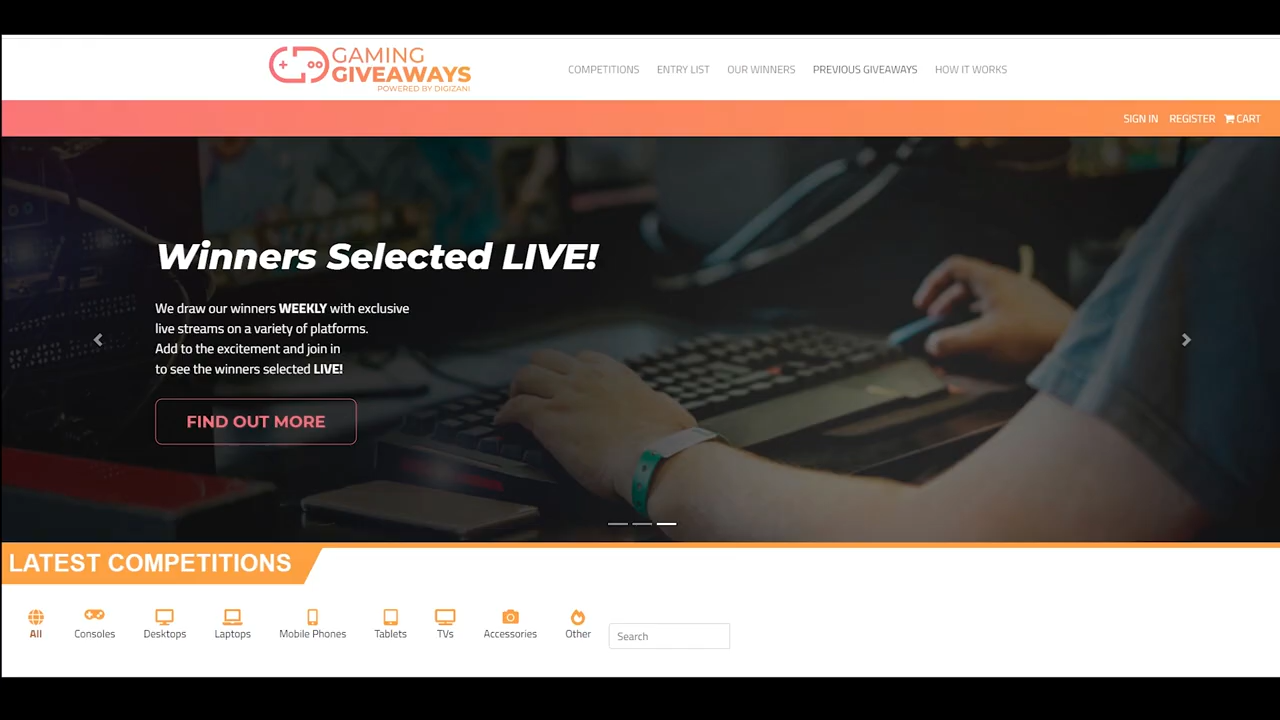 GAMING
GIVEAWAYS
POWERED BY DIGIZANI
COMPETITIONS ENTRY LIST OUR WINNERS PREVIOUS GIVEAWAYS HOW IT WORKS
SIGN IN REGISTER CART
Winners Selected LIVE!
We draw our winners WEEKLY with exclusive
live streams on a variety of platforms.
Add to the excitement and join in
to see the winners selected LIVE!
FIND OUT MORE
LATEST COMPETITIONS
All Consoles Desktops Laptops Mobile Phones Tablets TVs Accessories Other Search